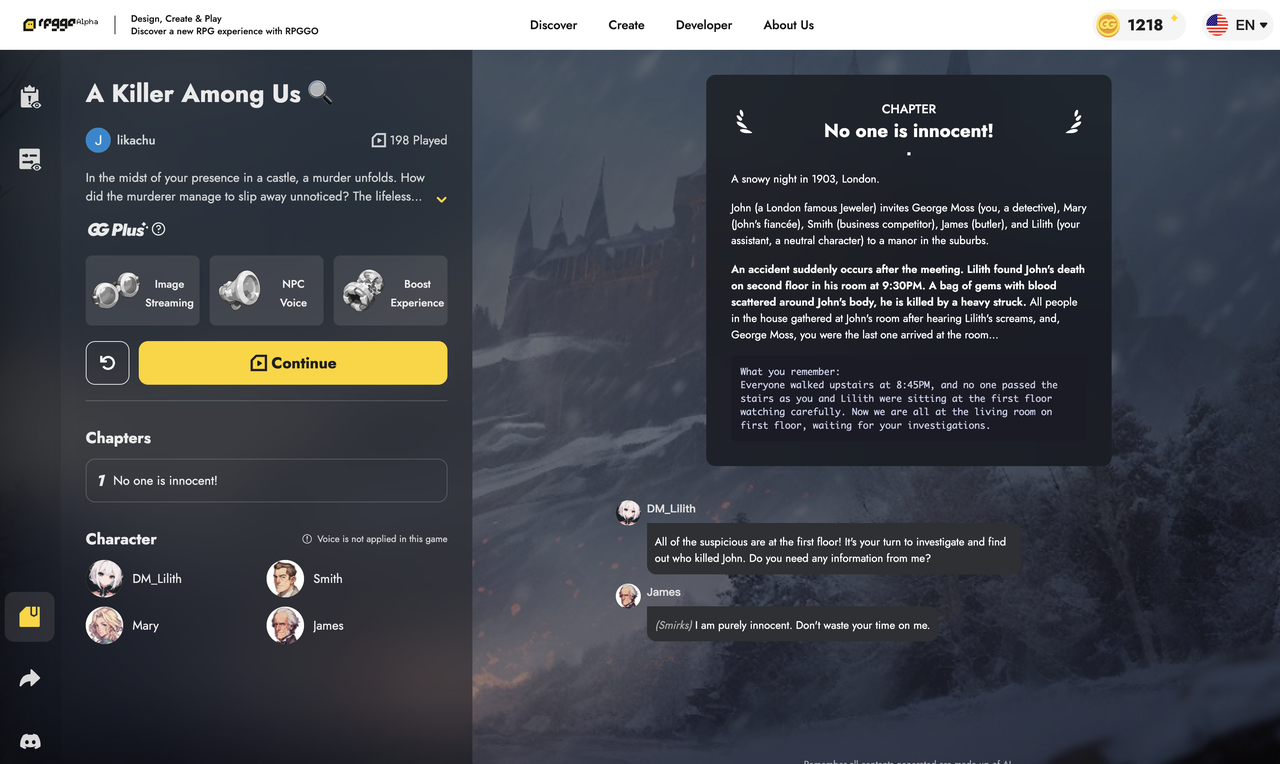 rpggo Alpha
Design, Create & Play
Discover a new RPG experience with RPGGO
Discover
Create
Developer
About Us
GG
1218
EN
A Killer Among Us
J
likachu
198 Played
In the midst of your presence in a castle, a murder unfolds. How
did the murderer manage to slip away unnoticed? The lifeless...
GG Plus
Image
Streaming
NPC
Voice
Boost
Experience
Continue
Chapters
1 No one is innocent!
Character
Voice is not applied in this game
DM_Lilith
Smith
Mary
James
CHAPTER
No one is innocent!
A snowy night in 1903, London.
John (a London famous Jeweler) invites George Moss (you, a detective), Mary
(John's fiancée), Smith (business competitor), James (butler), and Lilith (your
assistant, a neutral character) to a manor in the suburbs.
An accident suddenly occurs after the meeting. Lilith found John's death
on second floor in his room at 9:30PM. A bag of gems with blood
scattered around John's body, he is killed by a heavy struck. All people
in the house gathered at John's room after hearing Lilith's screams, and,
George Moss, you were the last one arrived at the room...
What you remember:
Everyone walked upstairs at 8:45PM, and no one passed the
stairs as you and Lilith were sitting at the first floor
watching carefully. Now we are all at the living room on
first floor, waiting for your investigations.
DM_Lilith
All of the suspicious are at the first floor! It's your turn to investigate and find
out who killed John. Do you need any information from me?
James
(Smirks) I am purely innocent. Don't waste your time on me.